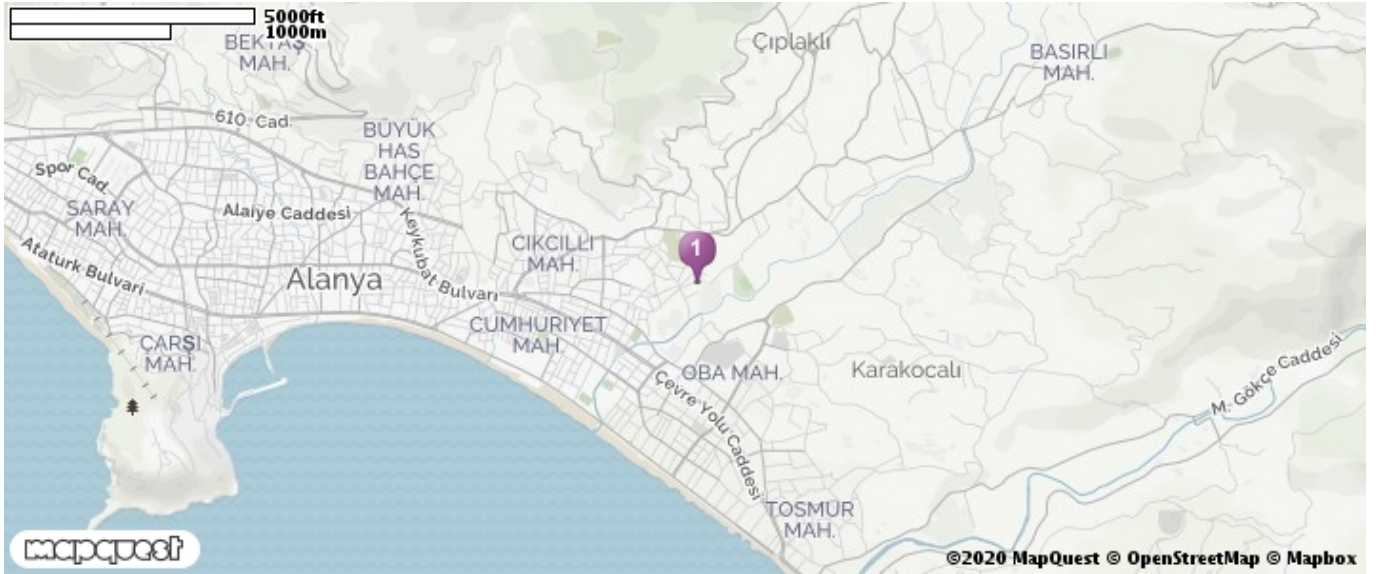 5000ft
1000m
BEKTAŞ
MAH.
Çıplaklı
BASIRLI
MAH.
610. Cad.
BÜYÜK
HAS
BAHÇE
MAH.
Spor Cad.
SARAY
MAH.
Alaiye Caddesi
Keykubat Bulvarı
CIKCILLI
MAH.
1
Ataturk Bulvari
Alanya
CUMHURIYET
MAH.
ÇARŞI
MAH.
OBA MAH.
Karakocalı
Çevre Yolu Caddesi
M. Gökçe Caddesi
TOSMUR
MAH.
mapquest
©2020 MapQuest © OpenStreetMap © Mapbox